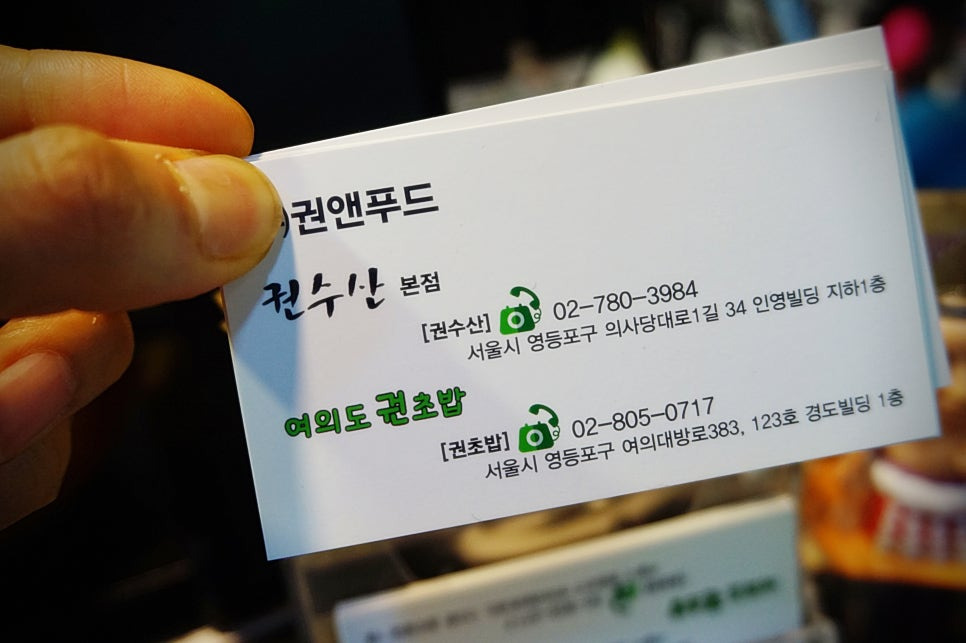 권앤푸드
권수산 본점
[권수산] 02-780-3984
서울시 영등포구 의사당대로1길 34 인영빌딩 지하1층
여의도 권초밥
[권초밥] 02-805-0717
서울시 영등포구 여의대방로383, 123호 경도빌딩 1층